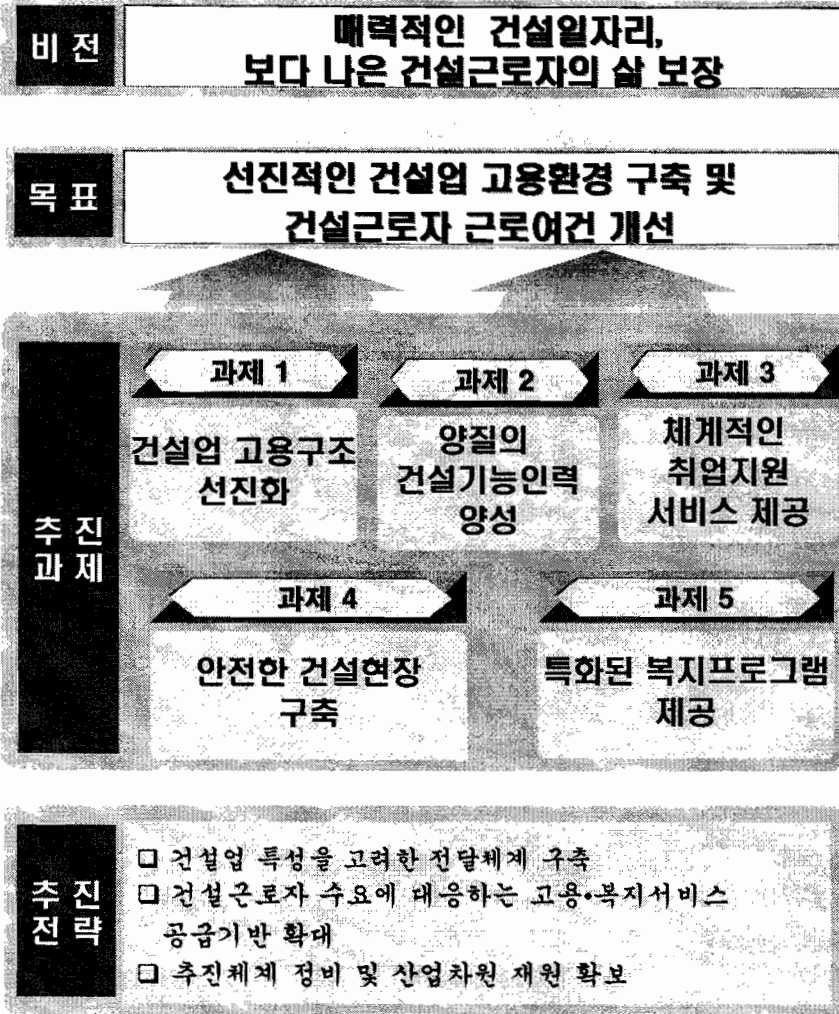 비 전
매력적인 건설일자리,
보다 나은 건설근로자의 삶 보장
목 표
선진적인 건설업 고용환경 구축 및
건설근로자 근로여건 개선
추 진
과 제
과제 1
건설업 고용구조
선진화
과제 2
양질의
건설기능인력
양성
과제 3
체계적인
취업지원
서비스 제공
과제 4
안전한 건설현장
구축
과제 5
특화된 복지프로그램
제공
추 진
전 략
□ 건설업 특성을 고려한 전달체계 구축
□ 건설근로자 수요에 대응하는 고용•복지서비스
공급기반 확대
□ 추진체계 정비 및 산업차원 재원 확보